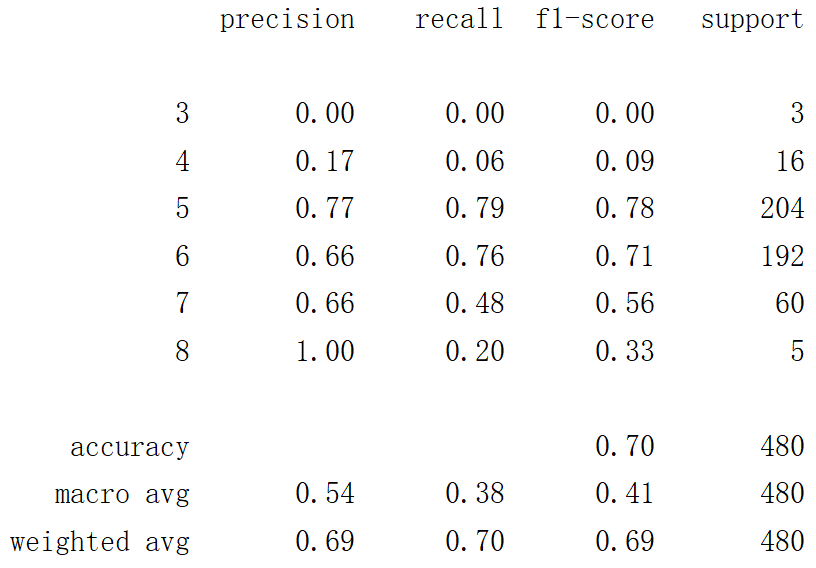 precision recall f1-score support
3 0.00 0.00 0.00 3
4 0.17 0.06 0.09 16
5 0.77 0.79 0.78 204
6 0.66 0.76 0.71 192
7 0.66 0.48 0.56 60
8 1.00 0.20 0.33 5
accuracy 0.70 480
macro avg 0.54 0.38 0.41 480
weighted avg 0.69 0.70 0.69 480